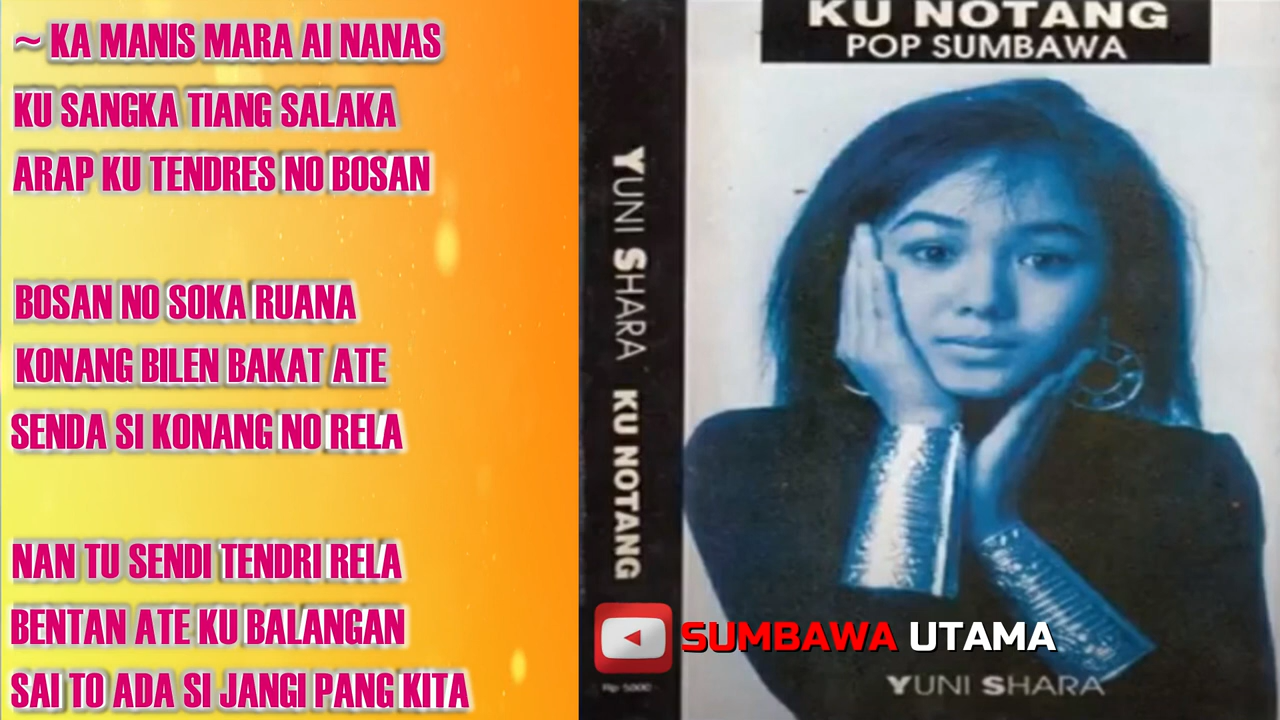 ~ KA MANIS MARA AI NANAS
KU SANGKA TIANG SALAKA
ARAP KU TENDRES NO BOSAN
BOSAN NO SOKA RUANA
KONANG BILEN BAKAT ATE
SENDA SI KONANG NO RELA
NAN TU SENDI TENDRI RELA
BENTAN ATE KU BALANGAN
SAI TO ADA SI JANGI PANG KITA
YUNI SHARA KU NOTANG
Rp 5000
KU NOTANG
POP SUMBAWA
SUMBAWA UTAMA
YUNI SHARA